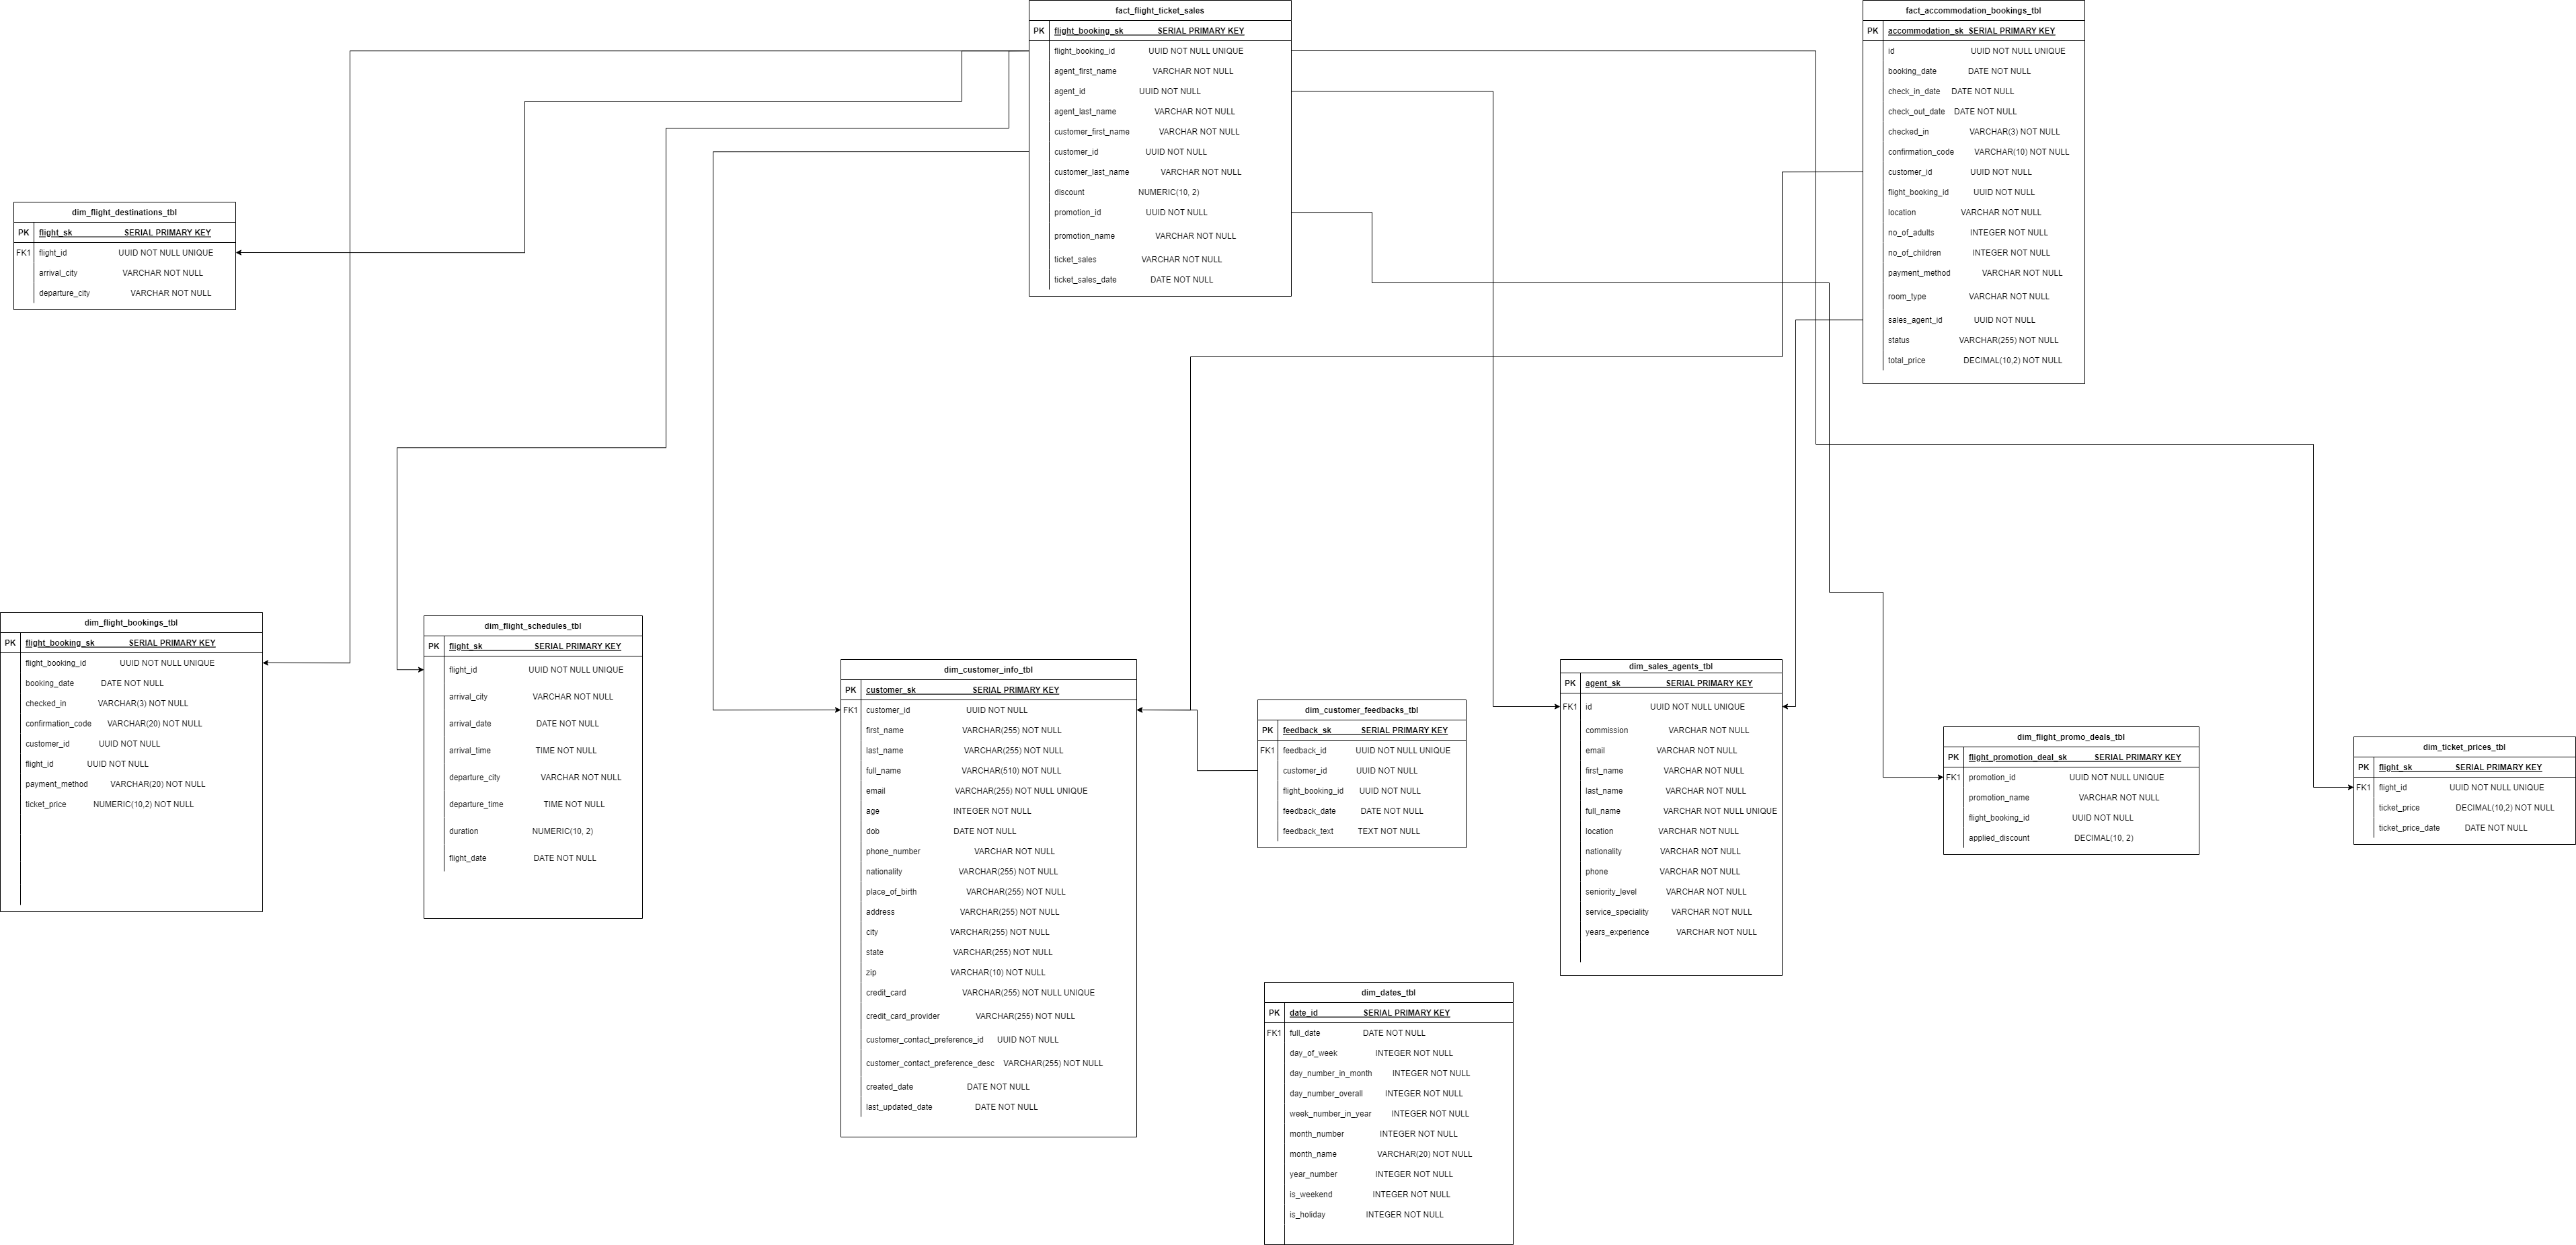 fact_flight_ticket_sales
PK flight_booking_sk SERIAL PRIMARY KEY
flight_booking_id UUID NOT NULL UNIQUE
agent_first_name VARCHAR NOT NULL
agent_id UUID NOT NULL
agent_last_name VARCHAR NOT NULL
customer_first_name VARCHAR NOT NULL
customer_id UUID NOT NULL
customer_last_name VARCHAR NOT NULL
discount NUMERIC(10, 2)
promotion_id UUID NOT NULL
promotion_name VARCHAR NOT NULL
ticket_sales VARCHAR NOT NULL
ticket_sales_date DATE NOT NULL
fact_accommodation_bookings_tbl
PK accommodation_sk SERIAL PRIMARY KEY
id UUID NOT NULL UNIQUE
booking_date DATE NOT NULL
check_in_date DATE NOT NULL
check_out_date DATE NOT NULL
checked_in VARCHAR(3) NOT NULL
confirmation_code VARCHAR(10) NOT NULL
customer_id UUID NOT NULL
flight_booking_id UUID NOT NULL
location VARCHAR NOT NULL
no_of_adults INTEGER NOT NULL
no_of_children INTEGER NOT NULL
payment_method VARCHAR NOT NULL
room_type VARCHAR NOT NULL
sales_agent_id UUID NOT NULL
status VARCHAR(255) NOT NULL
total_price DECIMAL(10,2) NOT NULL
dim_flight_destinations_tbl
PK flight_sk SERIAL PRIMARY KEY
FK1 flight_id UUID NOT NULL UNIQUE
arrival_city VARCHAR NOT NULL
departure_city VARCHAR NOT NULL
dim_flight_bookings_tbl
PK flight_booking_sk SERIAL PRIMARY KEY
flight_booking_id UUID NOT NULL UNIQUE
booking_date DATE NOT NULL
checked_in VARCHAR(3) NOT NULL
confirmation_code VARCHAR(20) NOT NULL
customer_id UUID NOT NULL
flight_id UUID NOT NULL
payment_method VARCHAR(20) NOT NULL
ticket_price NUMERIC(10,2) NOT NULL
dim_flight_schedules_tbl
PK flight_sk SERIAL PRIMARY KEY
flight_id UUID NOT NULL UNIQUE
arrival_city VARCHAR NOT NULL
arrival_date DATE NOT NULL
arrival_time TIME NOT NULL
departure_city VARCHAR NOT NULL
departure_time TIME NOT NULL
duration NUMERIC(10, 2)
flight_date DATE NOT NULL
dim_customer_info_tbl
PK customer_sk SERIAL PRIMARY KEY
FK1 customer_id UUID NOT NULL
first_name VARCHAR(255) NOT NULL
last_name VARCHAR(255) NOT NULL
full_name VARCHAR(510) NOT NULL
email VARCHAR(255) NOT NULL UNIQUE
age INTEGER NOT NULL
dob DATE NOT NULL
phone_number VARCHAR NOT NULL
nationality VARCHAR(255) NOT NULL
place_of_birth VARCHAR(255) NOT NULL
address VARCHAR(255) NOT NULL
city VARCHAR(255) NOT NULL
state VARCHAR(255) NOT NULL
zip VARCHAR(10) NOT NULL
credit_card VARCHAR(255) NOT NULL UNIQUE
credit_card_provider VARCHAR(255) NOT NULL
customer_contact_preference_id UUID NOT NULL
customer_contact_preference_desc VARCHAR(255) NOT NULL
created_date DATE NOT NULL
last_updated_date DATE NOT NULL
dim_customer_feedbacks_tbl
PK feedback_sk SERIAL PRIMARY KEY
FK1 feedback_id UUID NOT NULL UNIQUE
customer_id UUID NOT NULL
flight_booking_id UUID NOT NULL
feedback_date DATE NOT NULL
feedback_text TEXT NOT NULL
dim_sales_agents_tbl
PK agent_sk SERIAL PRIMARY KEY
FK1 id UUID NOT NULL UNIQUE
commission VARCHAR NOT NULL
email VARCHAR NOT NULL
first_name VARCHAR NOT NULL
last_name VARCHAR NOT NULL
full_name VARCHAR NOT NULL UNIQUE
location VARCHAR NOT NULL
nationality VARCHAR NOT NULL
phone VARCHAR NOT NULL
seniority_level VARCHAR NOT NULL
service_speciality VARCHAR NOT NULL
years_experience VARCHAR NOT NULL
dim_flight_promo_deals_tbl
PK flight_promotion_deal_sk SERIAL PRIMARY KEY
FK1 promotion_id UUID NOT NULL UNIQUE
promotion_name VARCHAR NOT NULL
flight_booking_id UUID NOT NULL
applied_discount DECIMAL(10, 2)
dim_ticket_prices_tbl
PK flight_sk SERIAL PRIMARY KEY
FK1 flight_id UUID NOT NULL UNIQUE
ticket_price DECIMAL(10,2) NOT NULL
ticket_price_date DATE NOT NULL
dim_dates_tbl
PK date_id SERIAL PRIMARY KEY
FK1 full_date DATE NOT NULL
day_of_week INTEGER NOT NULL
day_number_in_month INTEGER NOT NULL
day_number_overall INTEGER NOT NULL
week_number_in_year INTEGER NOT NULL
month_number INTEGER NOT NULL
month_name VARCHAR(20) NOT NULL
year_number INTEGER NOT NULL
is_weekend INTEGER NOT NULL
is_holiday INTEGER NOT NULL